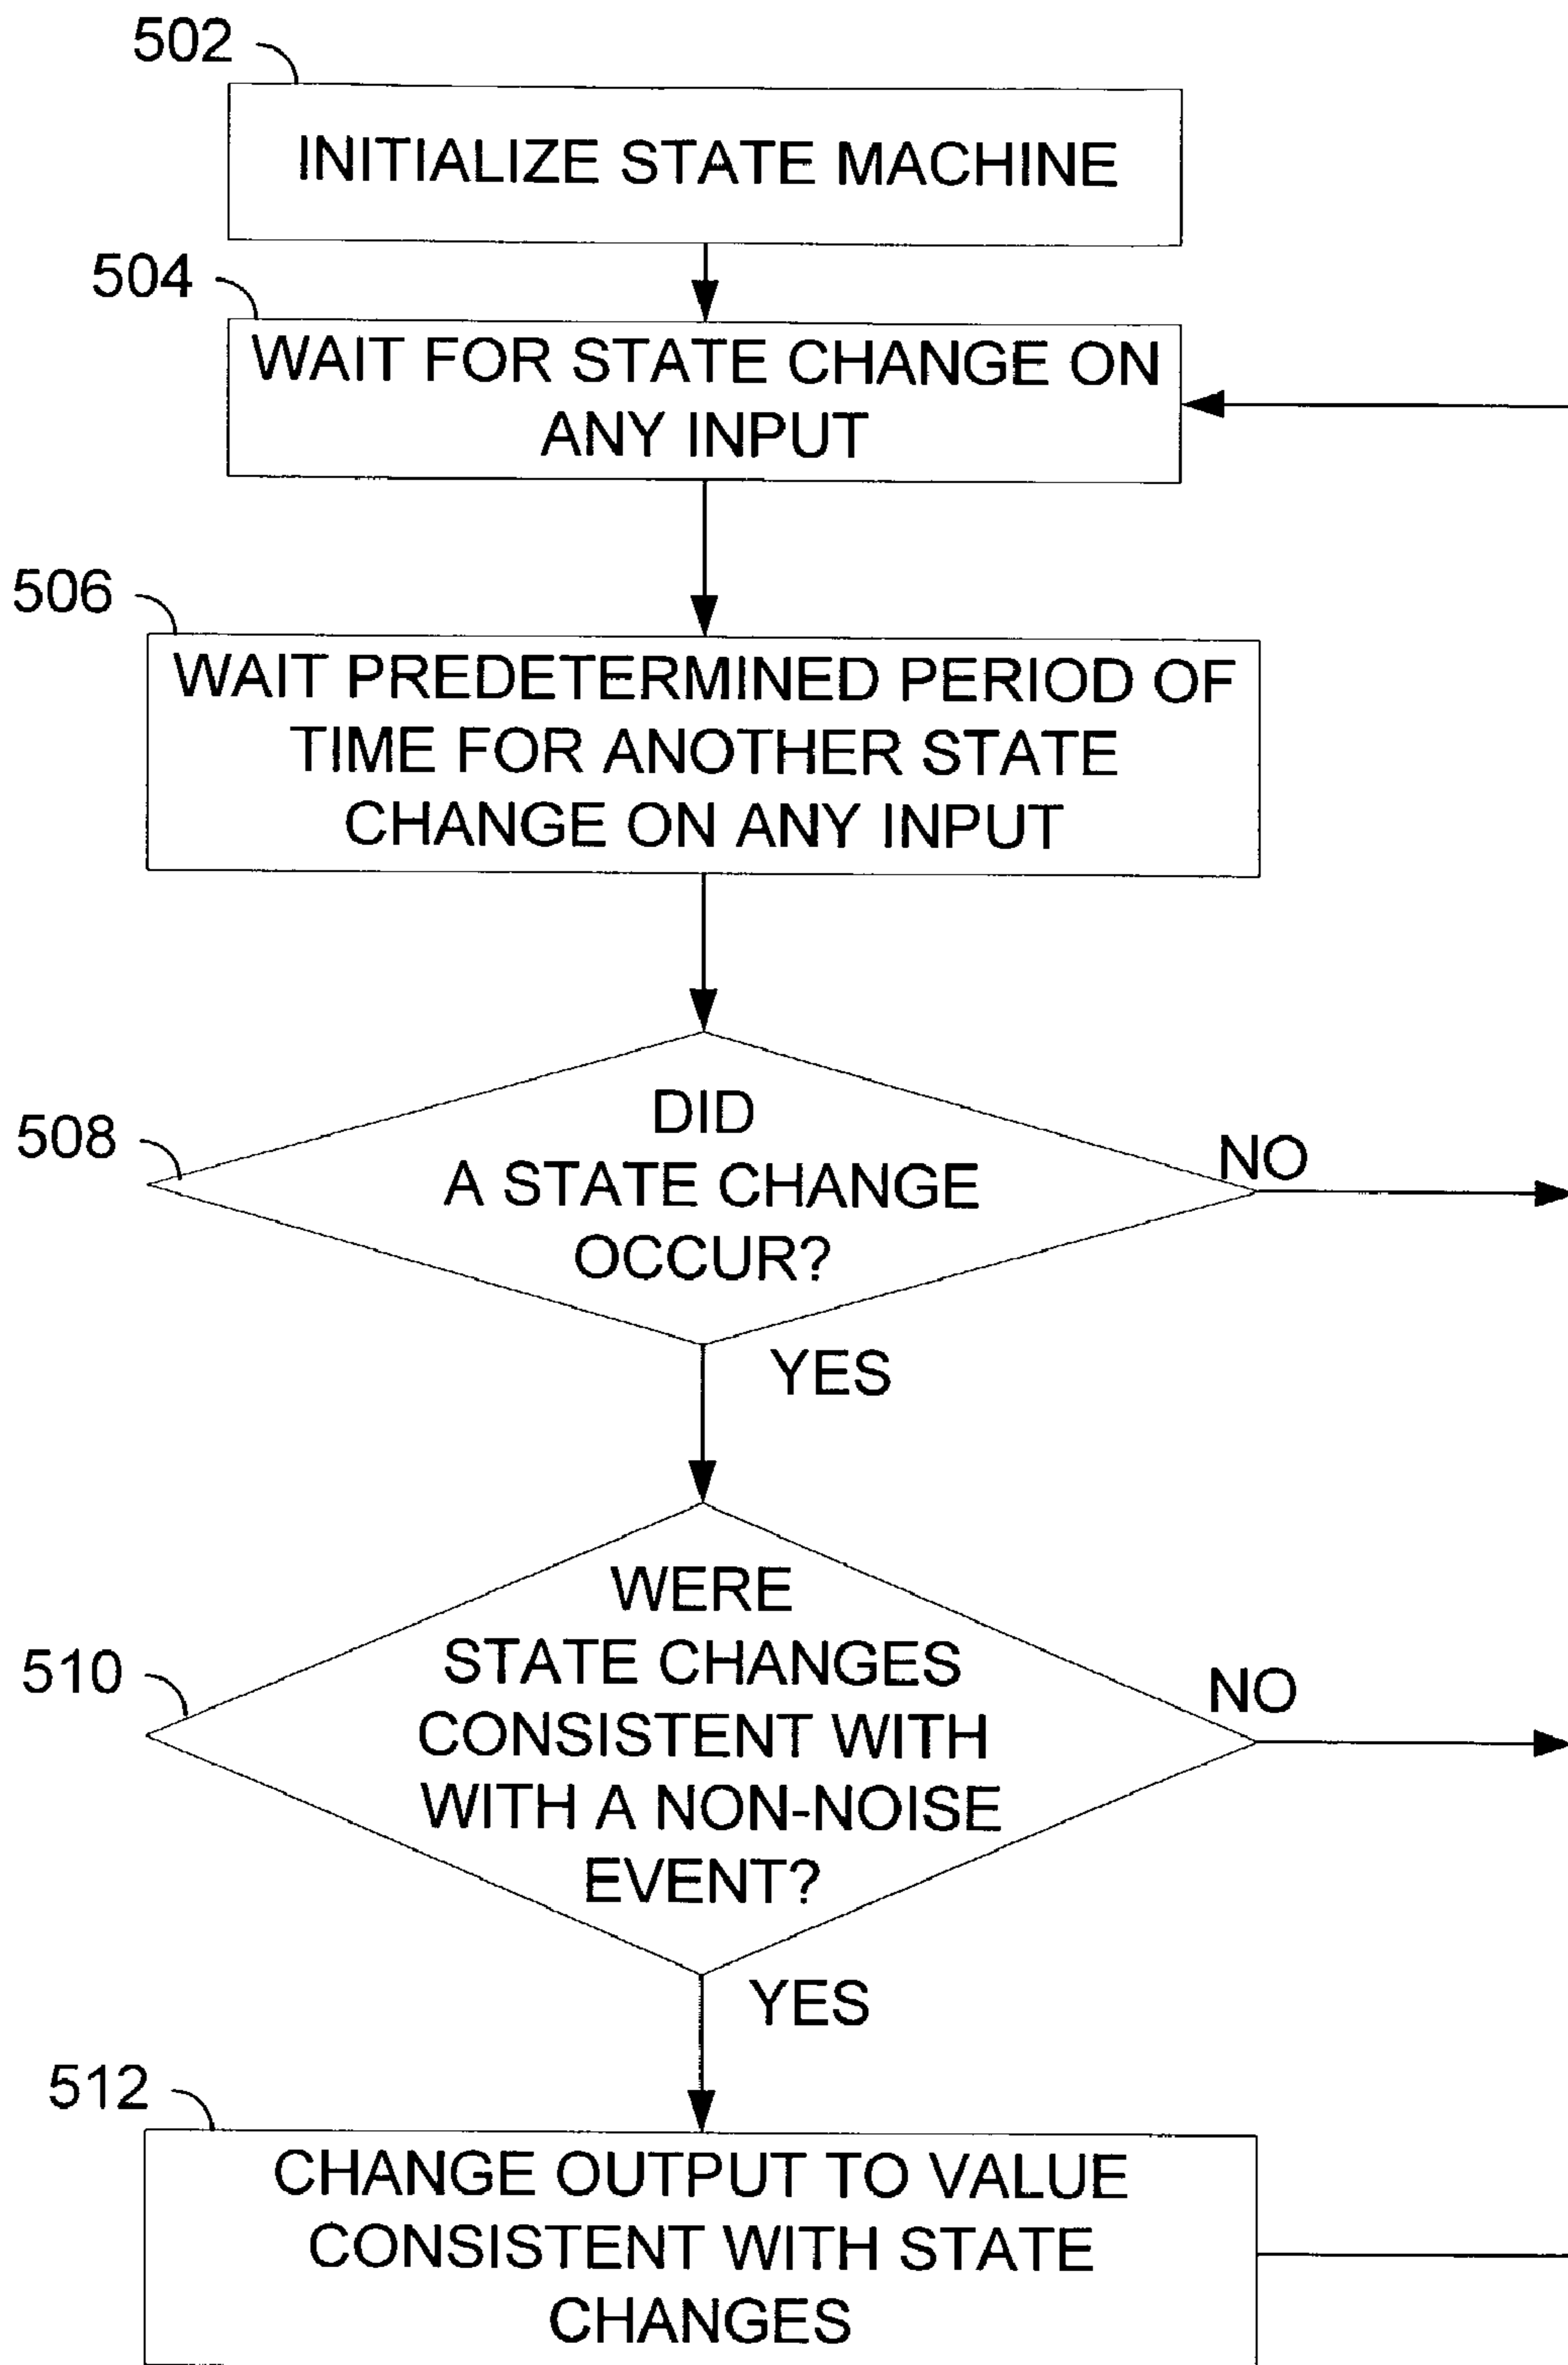 502
INITIALIZE STATE MACHINE
504
WAIT FOR STATE CHANGE ON
ANY INPUT
506
WAIT PREDETERMINED PERIOD OF
TIME FOR ANOTHER STATE
CHANGE ON ANY INPUT
508
DID
A STATE CHANGE
OCCUR?
NO
YES
510
WERE
STATE CHANGES
CONSISTENT WITH
WITH A NON-NOISE
EVENT?
NO
YES
512
CHANGE OUTPUT TO VALUE
CONSISTENT WITH STATE
CHANGES